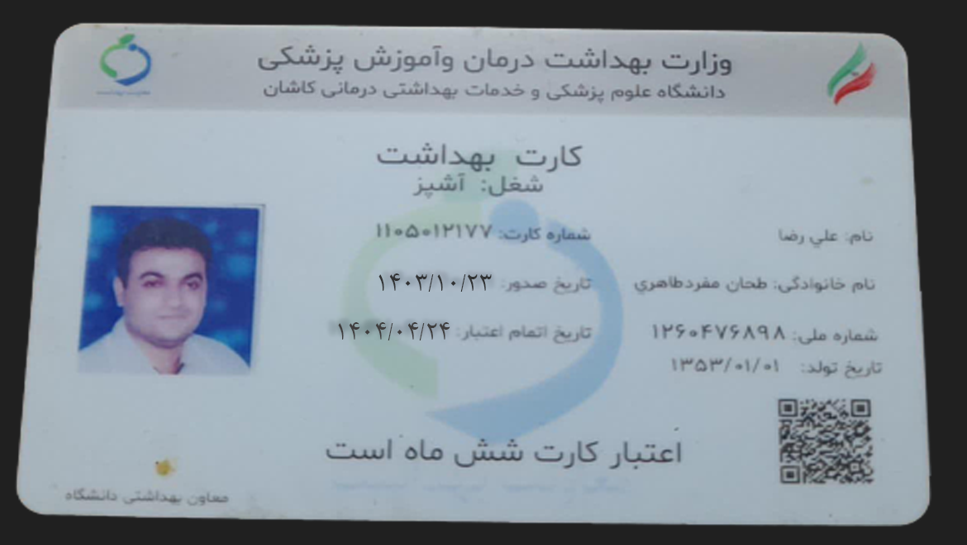 وزارت بهداشت درمان وآموزش پزشکی
دانشگاه علوم پزشکی و خدمات بهداشتی درمانی کاشان
کارت بهداشت
شغل: آشپز
نام: علي رضا
شماره کارت: ۱۱۰۵۰۱۲۱۷۷
نام خانوادگی: طحان مفردطاهري
تاریخ صدور: ۱۴۰۳/۱۰/۲۳
شماره ملی: ۱۲۶۰۴۷۶۸۹۸
تاریخ اتمام اعتبار: ۱۴۰۴/۰۴/۲۴
تاریخ تولد: ۱۳۵۳/۰۱/۰۱
اعتبار کارت شش ماه است
معاون بهداشتی دانشگاه